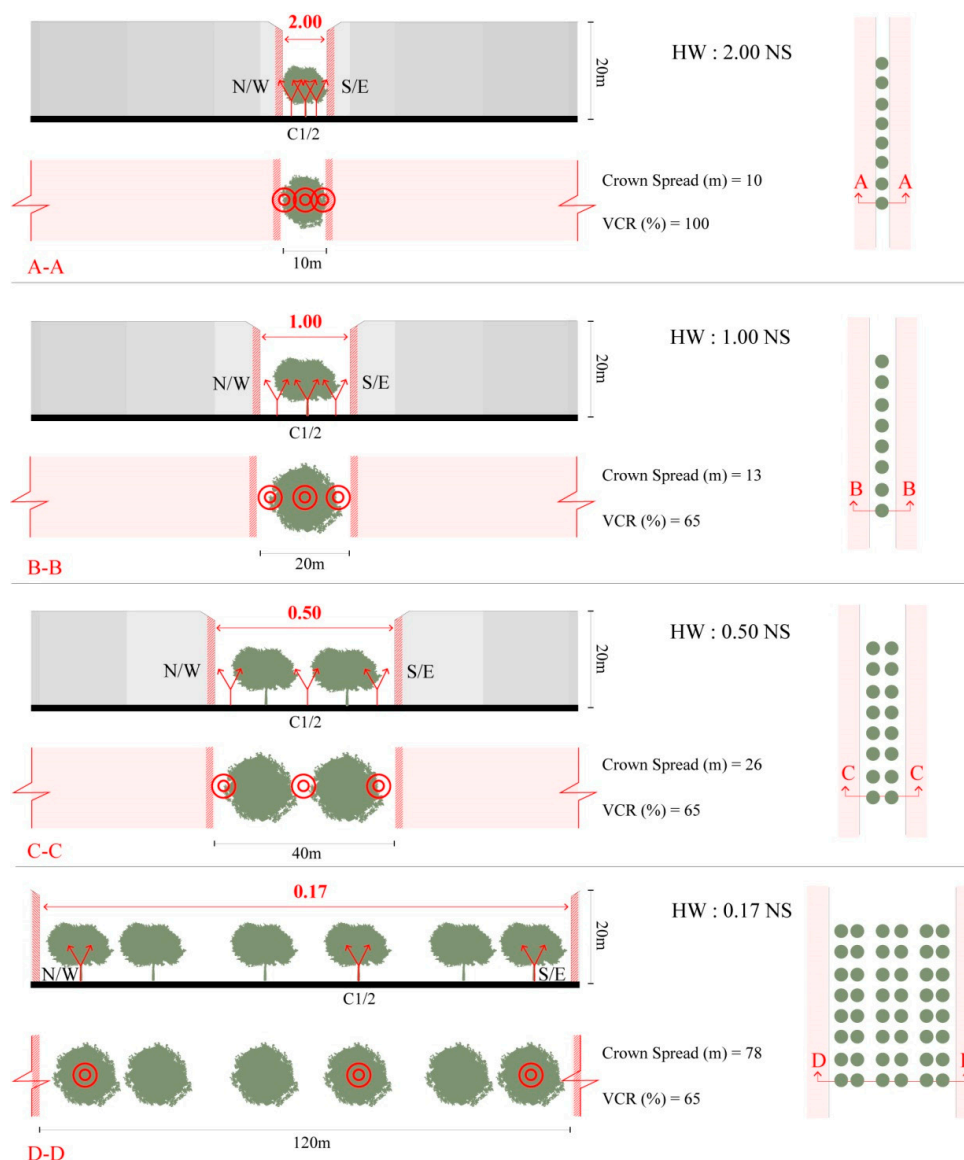 2.00
20m
HW : 2.00 NS
N/W
S/E
C1/2
A
A
Crown Spread (m) = 10
VCR (%) = 100
10m
A-A
1.00
20m
HW : 1.00 NS
N/W
S/E
C1/2
Crown Spread (m) = 13
B
B
VCR (%) = 65
20m
B-B
0.50
20m
HW : 0.50 NS
N/W
S/E
C1/2
Crown Spread (m) = 26
C
C
VCR (%) = 65
40m
C-C
0.17
20m
HW : 0.17 NS
N/W
S/E
C1/2
Crown Spread (m) = 78
D
VCR (%) = 65
120m
D-D